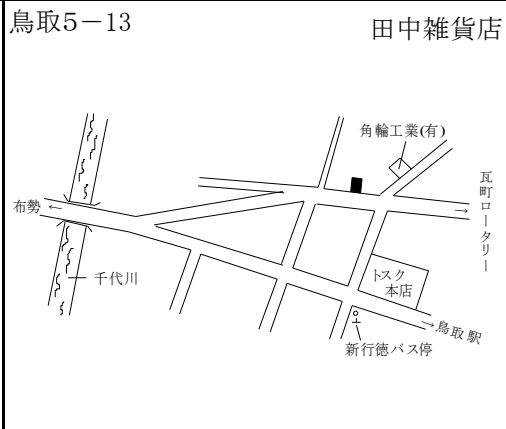 鳥取5－13
田中雑貨店
角輪工業(有)
瓦町ロータリー
→
布勢 ←
千代川
トスク
本店
→鳥取駅
新行徳バス停